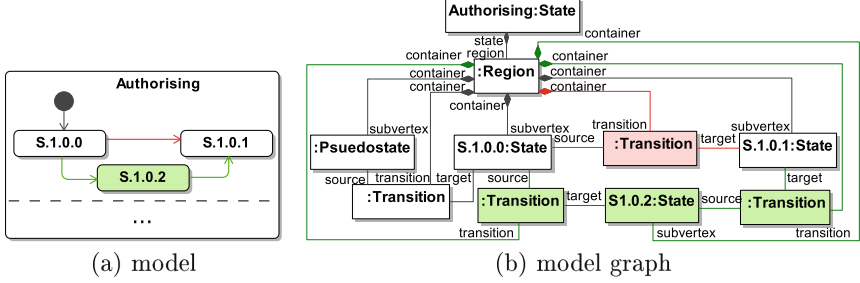 Authorising
S.1.0.0
S.1.0.1
S.1.0.2
...
(a) model
Authorising:State
state
region
container
container
container
:Region
container
container
container
container
container
subvertex
transition
subvertex
:Psuedostate
S.1.0.0:State
source
:Transition
target
S.1.0.1:State
source
transition
target
source
target
:Transition
:Transition
target
S1.0.2:State
source
:Transition
transition
subvertex
transition
(b) model graph